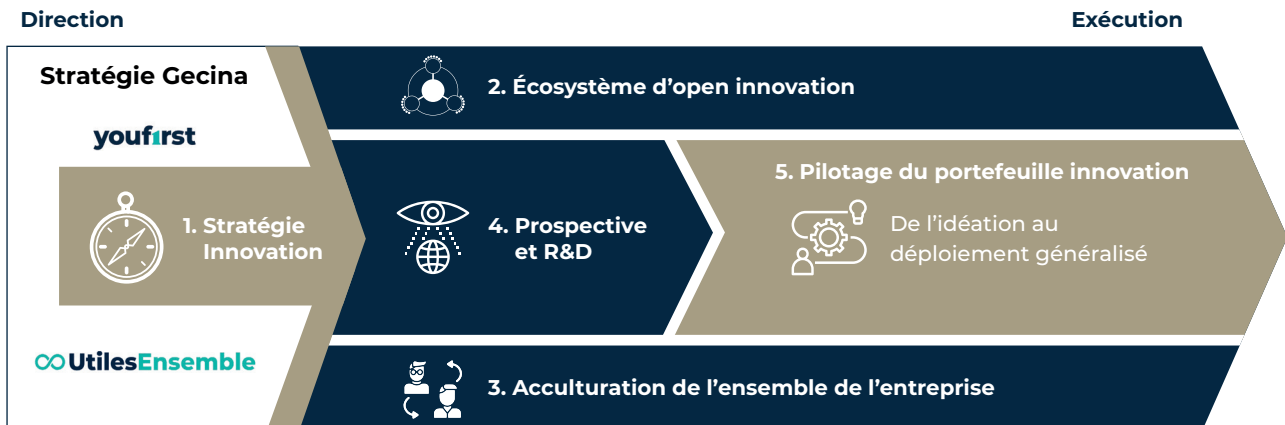 Direction
Exécution
Stratégie Gecina
youfirst
1. Stratégie
Innovation
UtilesEnsemble
2. Écosystème d’open innovation
4. Prospective
et R&D
5. Pilotage du portefeuille innovation
De l’idéation au
déploiement généralisé
3. Acculturation de l’ensemble de l’entreprise